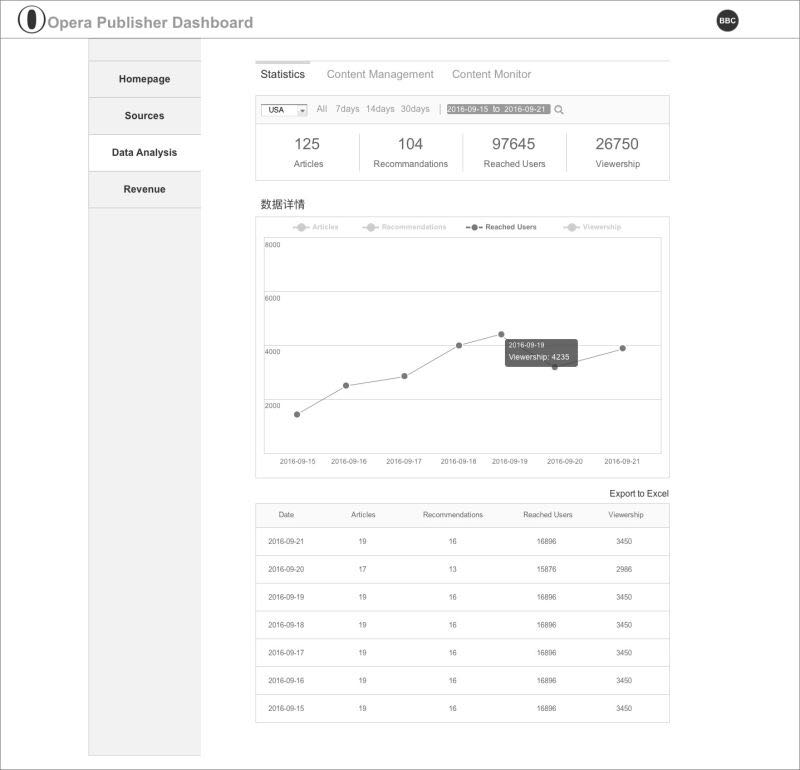 Opera Publisher Dashboard
BBC
Homepage
Sources
Data Analysis
Revenue
Statistics Content Management Content Monitor
USA All 7days 14days 30days | 2016-09-15 to 2016-09-21
125 104 97645 26750
Articles Recommandations Reached Users Viewership
数据详情
Articles Recommendations Reached Users Viewership
8000
6000
4000
2000
2016-09-19
Viewership: 4235
2016-09-15 2016-09-16 2016-09-17 2016-09-18 2016-09-19 2016-09-20 2016-09-21
Export to Excel
Date Articles Recommendations Reached Users Viewership
2016-09-21 19 16 16896 3450
2016-09-20 17 13 15876 2986
2016-09-19 19 16 16896 3450
2016-09-18 19 16 16896 3450
2016-09-17 19 16 16896 3450
2016-09-16 19 16 16896 3450
2016-09-15 19 16 16896 3450